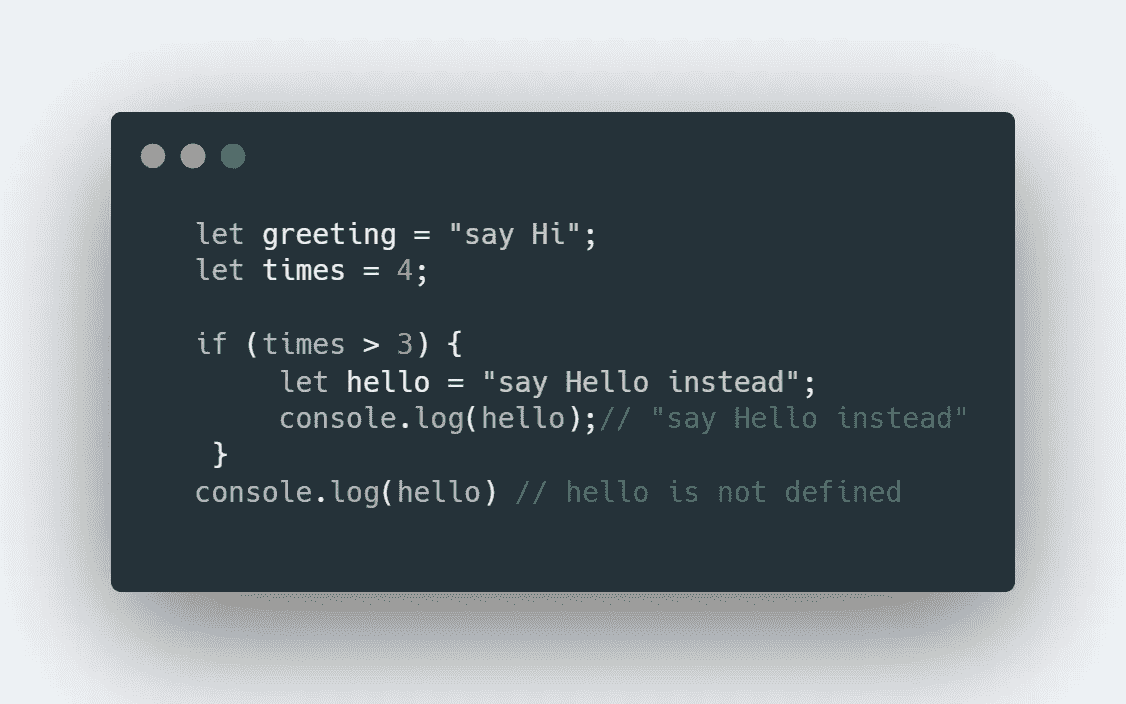 let greeting = "say Hi";
let times = 4;
if (times > 3) {
let hello = "say Hello instead";
console.log(hello);// "say Hello instead"
}
console.log(hello) // hello is not defined